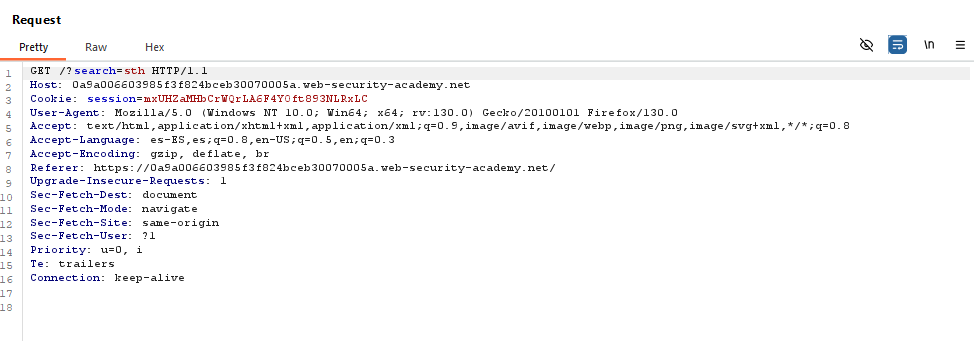 Request
Pretty Raw Hex \n
1 GET /?search=sth HTTP/1.1
2 Host: 0a9a006603985f3f824bceb30070005a.web-security-academy.net
3 Cookie: session=mxUHZaMHbCrWQrLA6F4YOft893NLRxLC
4 User-Agent: Mozilla/5.0 (Windows NT 10.0; Win64; x64; rv:130.0) Gecko/20100101 Firefox/130.0
5 Accept: text/html,application/xhtml+xml,application/xml;q=0.9,image/avif,image/webp,image/png,image/svg+xml,*/*;q=0.8
6 Accept-Language: es-ES,es;q=0.8,en-US;q=0.5,en;q=0.3
7 Accept-Encoding: gzip, deflate, br
8 Referer: https://0a9a006603985f3f824bceb30070005a.web-security-academy.net/
9 Upgrade-Insecure-Requests: 1
10 Sec-Fetch-Dest: document
11 Sec-Fetch-Mode: navigate
12 Sec-Fetch-Site: same-origin
13 Sec-Fetch-User: ?1
14 Priority: u=0, i
15 Te: trailers
16 Connection: keep-alive
17
18